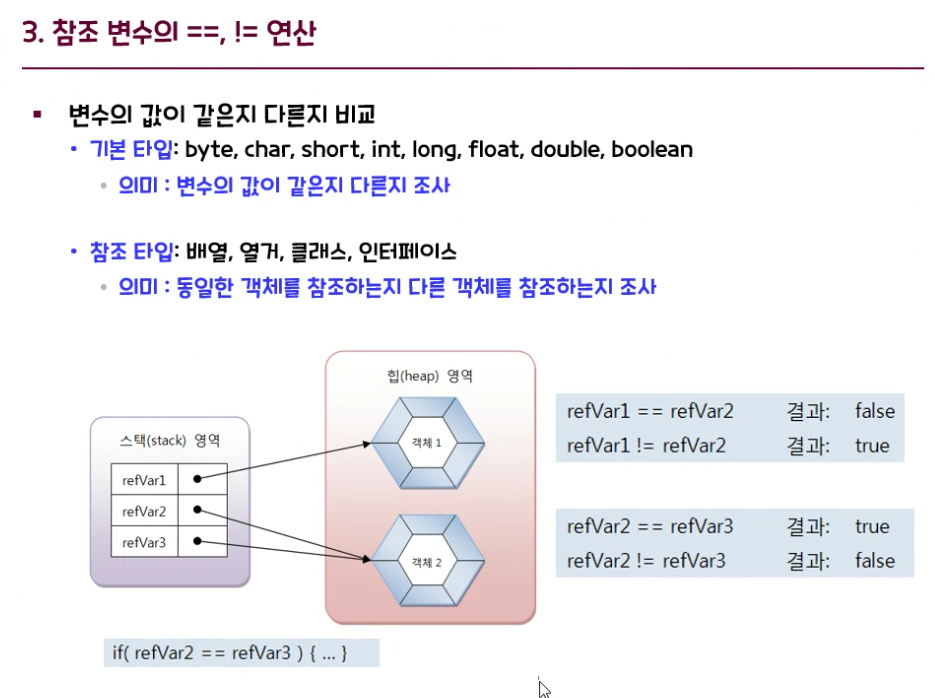 3. 참조 변수의 ==, != 연산
변수의 값이 같은지 다른지 비교
기본 타입: byte, char, short, int, long, float, double, boolean
의미 : 변수의 값이 같은지 다른지 조사
참조 타입: 배열, 열거, 클래스, 인터페이스
의미 : 동일한 객체를 참조하는지 다른 객체를 참조하는지 조사
스택(stack) 영역
refVar1
refVar2
refVar3
힙(heap) 영역
객체 1
객체 2
refVar1 == refVar2 결과: false
refVar1 != refVar2 결과: true
refVar2 == refVar3 결과: true
refVar2 != refVar3 결과: false
if( refVar2 == refVar3 ) { ... }